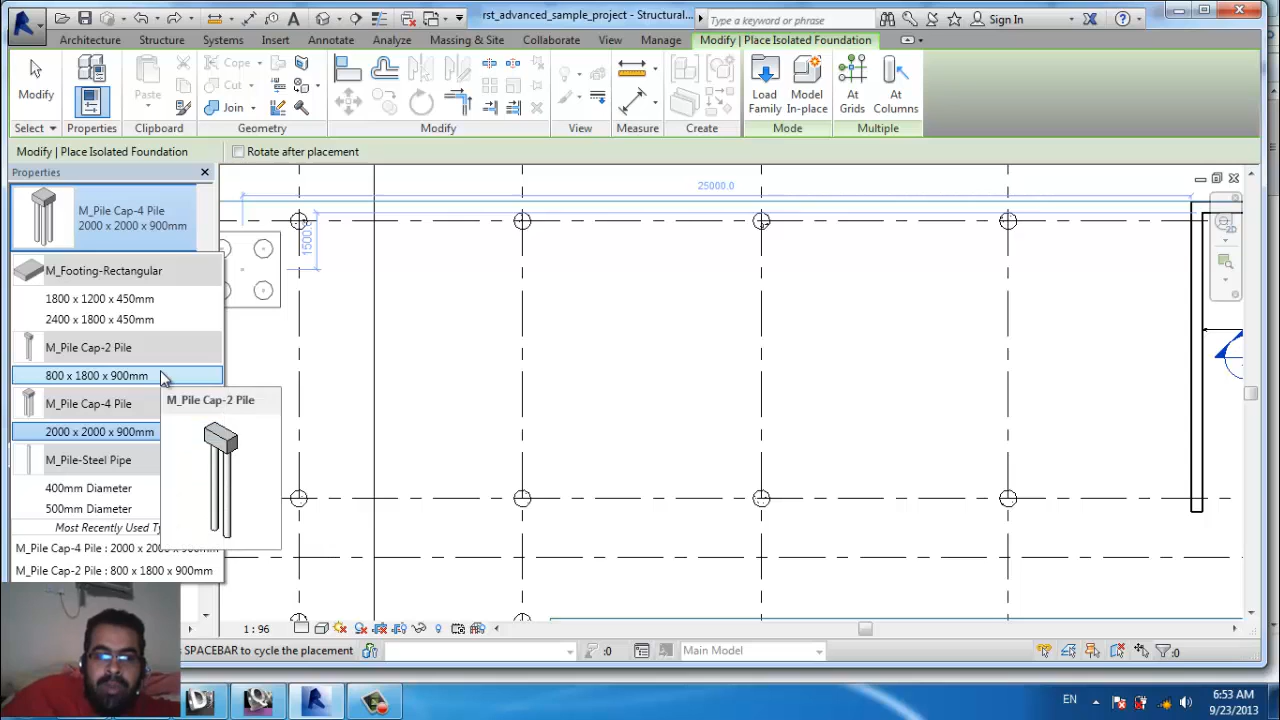 rst_advanced_sample_project - Structural...
Type a keyword or phrase
Sign In
Architecture Structure Systems Insert Annotate Analyze Massing & Site Collaborate View Manage Modify | Place Isolated Foundation
Modify
Paste
Cope
Cut
Join
Load Family
Model In-place
At Grids
At Columns
Select Properties Clipboard Geometry Modify View Measure Create Mode Multiple
Modify | Place Isolated Foundation
Rotate after placement
Properties
M_Pile Cap-4 Pile
2000 x 2000 x 900mm
M_Footing-Rectangular
1800 x 1200 x 450mm
2400 x 1800 x 450mm
M_Pile Cap-2 Pile
800 x 1800 x 900mm
M_Pile Cap-4 Pile
2000 x 2000 x 900mm
M_Pile-Steel Pipe
400mm Diameter
500mm Diameter
Most Recently Used Ty
M_Pile Cap-4 Pile : 2000 x 2000 x 900mm
M_Pile Cap-2 Pile : 800 x 1800 x 900mm
M_Pile Cap-2 Pile
25000.0
1500.
2D
1 : 96
SPACEBAR to cycle the placement
:0
Main Model
:0
EN
6:53 AM
9/23/2013